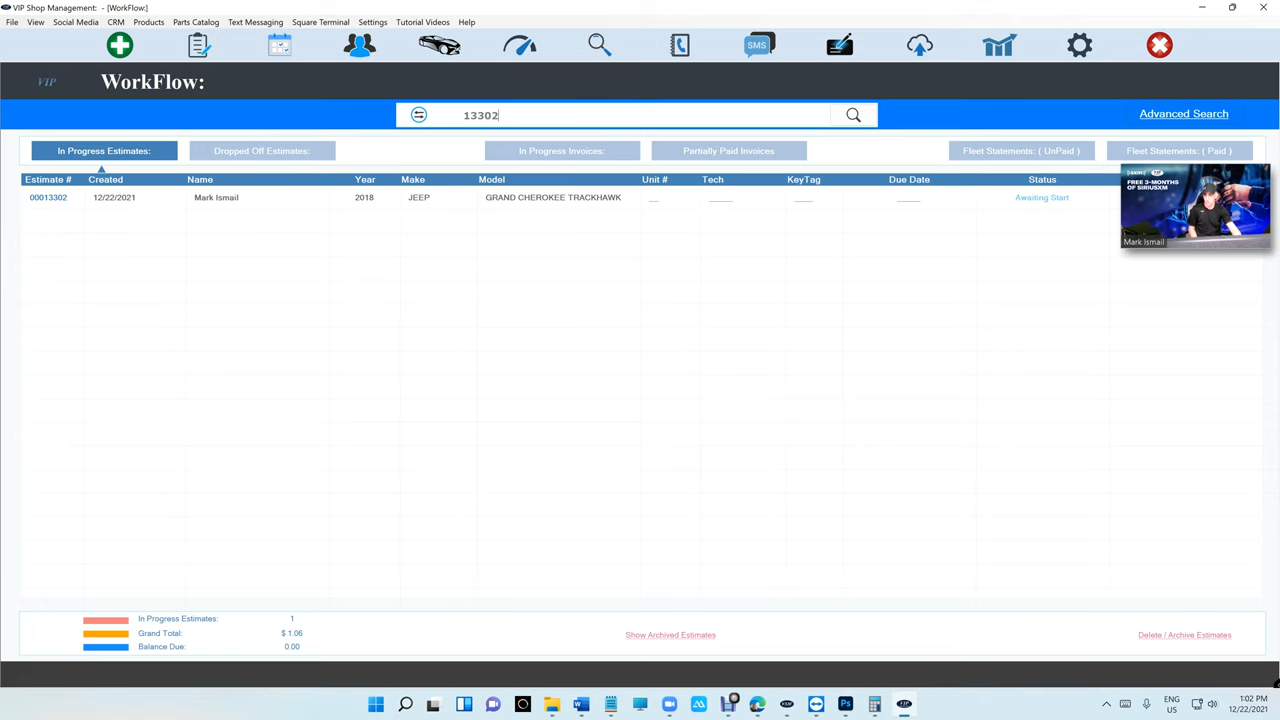 VIP Shop Management: - [WorkFlow:]
File View Social Media CRM Products Parts Catalog Text Messaging Square Terminal Settings Tutorial Videos Help
SMS
VIP WorkFlow:
13302
Advanced Search
In Progress Estimates: Dropped Off Estimates: In Progress Invoices: Partially Paid Invoices Fleet Statements: ( UnPaid ) Fleet Statements: ( Paid )
Estimate # Created Name Year Make Model Unit # Tech KeyTag Due Date Status
00013302 12/22/2021 Mark Ismail 2018 JEEP GRAND CHEROKEE TRACKHAWK __ _____ ____ _____ Awaiting Start
VIP
FREE 3-MONTHS
OF SIRIUSXM
Mark Ismail
In Progress Estimates: 1
Grand Total: $ 1.06
Balance Due: 0.00
Show Archived Estimates
Delete / Archive Estimates
ENG
US
1:02 PM
12/22/2021